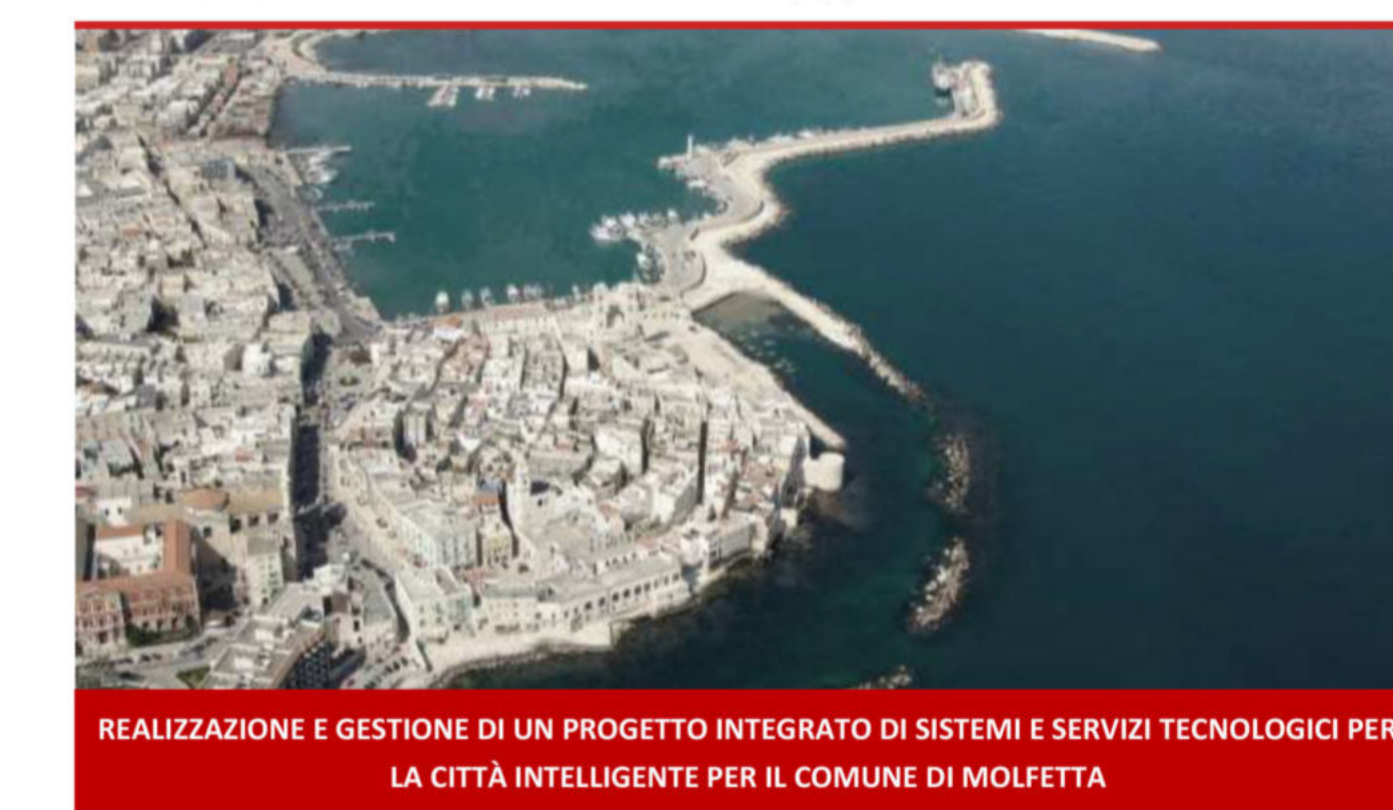 REALIZZAZIONE E GESTIONE DI UN PROGETTO INTEGRATO DI SISTEMI E SERVIZI TECNOLOGICI PER
LA CITTÀ INTELLIGENTE PER IL COMUNE DI MOLFETTA